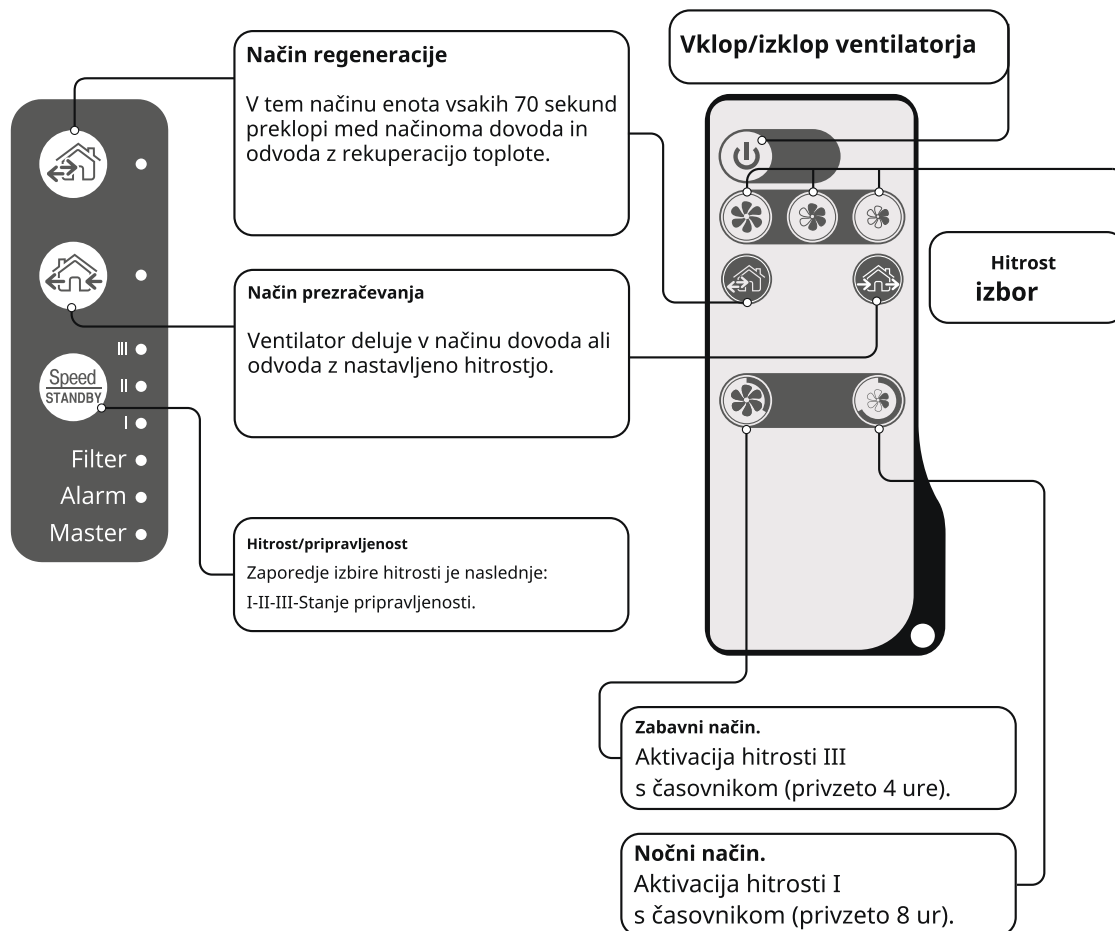 Način regeneracije
V tem načinu enota vsakih 70 sekund
preklopi med načinoma dovoda in
odvoda z rekuperacijo toplote.
Vklop/izklop ventilatorja
Način prezračevanja
Ventilator deluje v načinu dovoda ali
odvoda z nastavljeno hitrostjo.
Hitrost
izbor
III
Speed
STANDBY
II
I
Filter
Alarm
Master
Hitrost/pripravljenost
Zaporedje izbire hitrosti je naslednje:
I-II-III-Stanje pripravljenosti.
Zabavni način.
Aktivacija hitrosti III
s časovnikom (privzeto 4 ure).
Nočni način.
Aktivacija hitrosti I
s časovnikom (privzeto 8 ur).